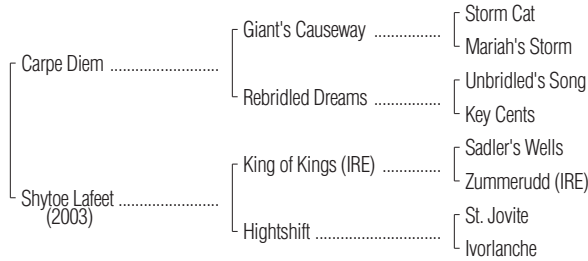 Carpe Diem
Shytoe Lafeet
(2003)
Giant's Causeway
Rebridled Dreams
King of Kings (IRE)
Hightshift
Storm Cat
Mariah's Storm
Unbridled's Song
Key Cents
Sadler's Wells
Zummerudd (IRE)
St. Jovite
Ivorlanche